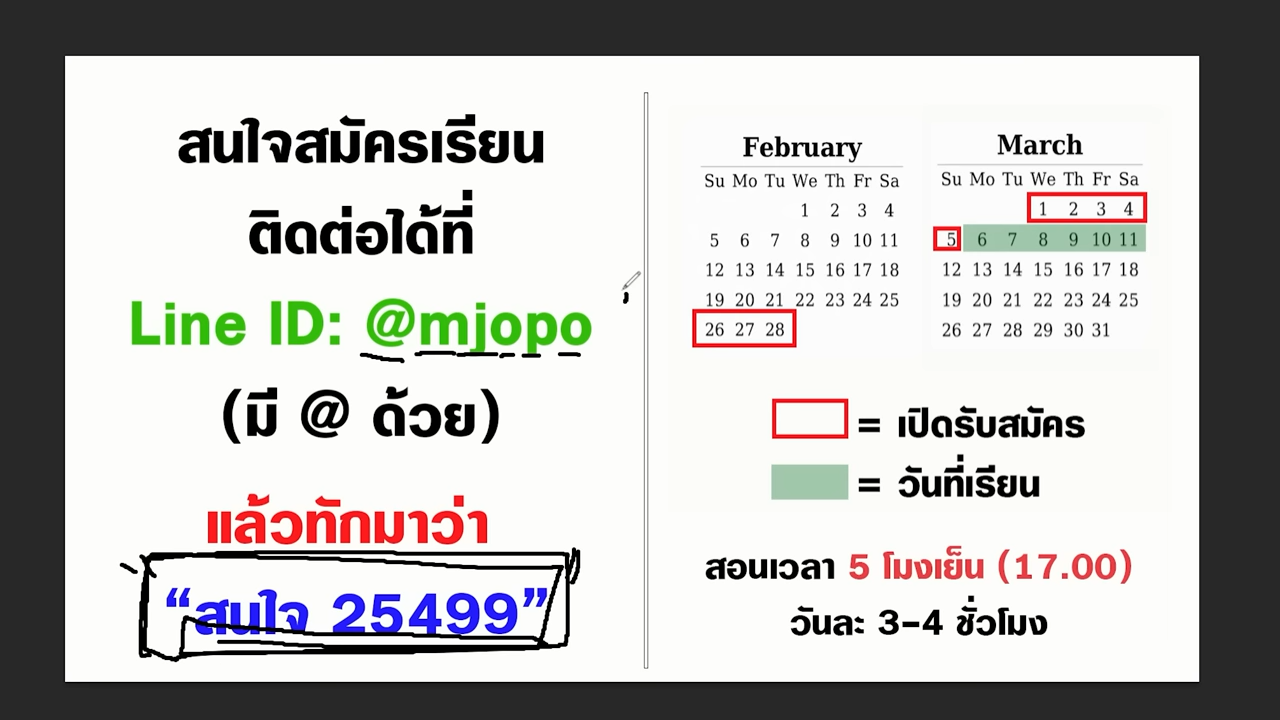 สนใจสมัครเรียน
ติดต่อได้ที่
Line ID: @mjopo
(มี @ ด้วย)
แล้วทักมาว่า
“สนใจ 25499”
February
Su Mo Tu We Th Fr Sa
1 2 3 4
5 6 7 8 9 10 11
12 13 14 15 16 17 18
19 20 21 22 23 24 25
26 27 28
March
Su Mo Tu We Th Fr Sa
1 2 3 4
5 6 7 8 9 10 11
12 13 14 15 16 17 18
19 20 21 22 23 24 25
26 27 28 29 30 31
= เปิดรับสมัคร
= วันที่เรียน
สอนเวลา 5 โมงเย็น (17.00)
วันละ 3-4 ชั่วโมง